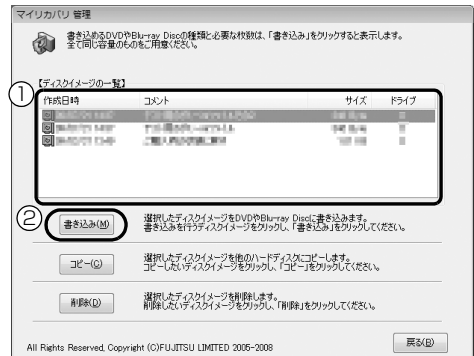 マイリカバリ 管理
書き込めるDVDやBlu-ray Discの種類と必要な枚数は、「書き込み」をクリックすると表示します。
全て同じ容量のものをご用意ください。
【ディスクイメージの一覧】
①
作成日時 コメント サイズ ドライブ
②
書き込み(M)
選択したディスクイメージをDVDやBlu-ray Discに書き込みます。
書き込みを行うディスクイメージをクリックし、「書き込み」をクリックしてください。
コピー(C)
選択したディスクイメージを他のハードディスクにコピーします。
コピーしたいディスクイメージをクリックし、「コピー」をクリックしてください。
削除(D)
選択したディスクイメージを削除します。
削除したいディスクイメージをクリックし、「削除」をクリックしてください。
All Rights Reserved, Copyright (C)FUJITSU LIMITED 2005-2008
戻る(B)